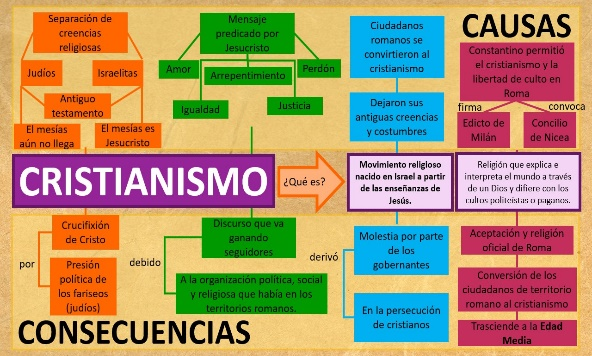 Separación de
creencias
religiosas
Judíos
Israelitas
Antiguo
testamento
El mesías
aún no llega
El mesías es
Jesucristo
Mensaje
predicado por
Jesucristo
Amor
Arrepentimiento
Perdón
Igualdad
Justicia
Ciudadanos
romanos se
convirtieron al
cristianismo
Dejaron sus
antiguas creencias
y costumbres
CAUSAS
Constantino permitió
el cristianismo y la
libertad de culto en
Roma
firma
convoca
Edicto de
Milán
Concilio
de Nicea
CRISTIANISMO
¿Qué es?
Movimiento religioso
nacido en Israel a partir
de las enseñanzas de
Jesús.
Religión que explica e
interpreta el mundo a través
de un Dios y difiere con los
cultos politeístas o paganos.
Crucifixión
de Cristo
por
Presión
política de
los fariseos
(judíos)
Discurso que va
ganando
seguidores
debido
A la organización política, social
y religiosa que había en los
territorios romanos.
Molestia por parte
de los
gobernantes
derivó
En la persecución
de cristianos
Aceptación y religión
oficial de Roma
Conversión de los
ciudadanos de territorio
romano al cristianismo
Trasciende a la Edad
Media
CONSECUENCIAS